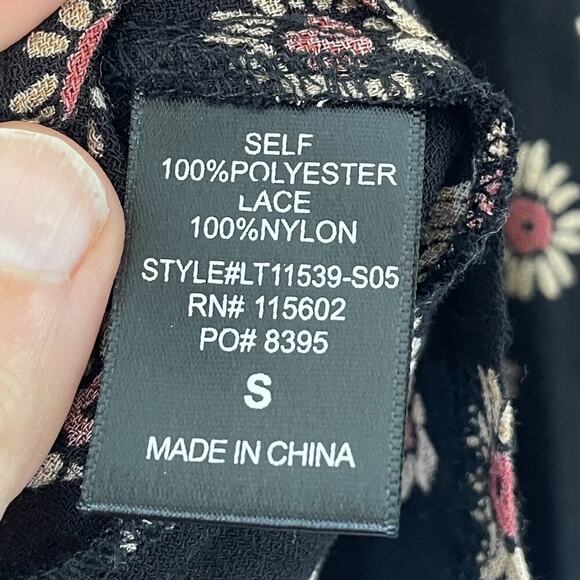 SELF
100%POLYESTER
LACE
100%NYLON
STYLE#LT11539-S05
RN# 115602
PO# 8395
S
MADE IN CHINA